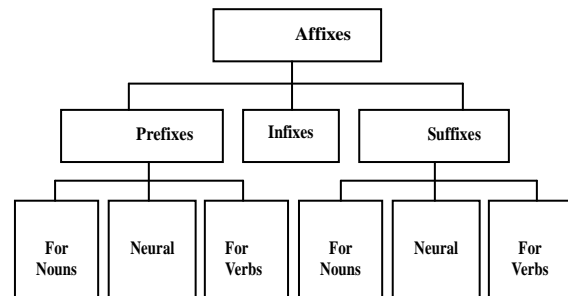 Affixes
Prefixes
Infixes
Suffixes
For
Nouns
Neural
For
Verbs
For
Nouns
Neural
For
Verbs